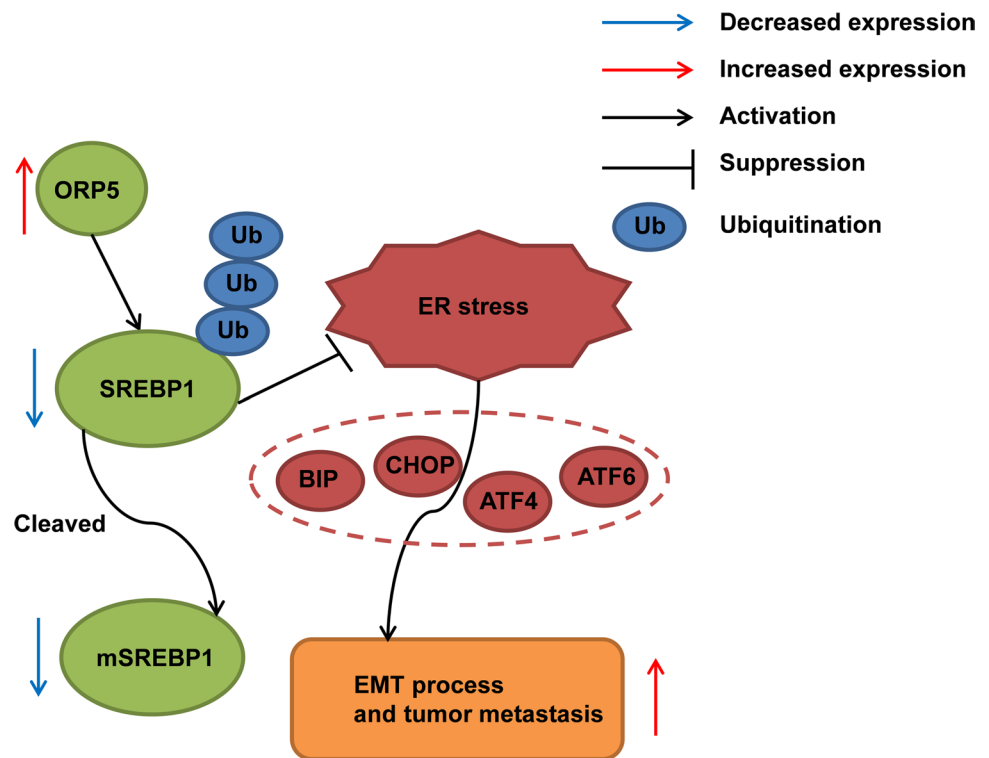 Decreased expression
Increased expression
Activation
Suppression
Ub
Ubiquitination
ORP5
Ub
Ub
Ub
SREBP1
ER stress
BIP
CHOP
ATF4
ATF6
Cleaved
mSREBP1
EMT process
and tumor metastasis